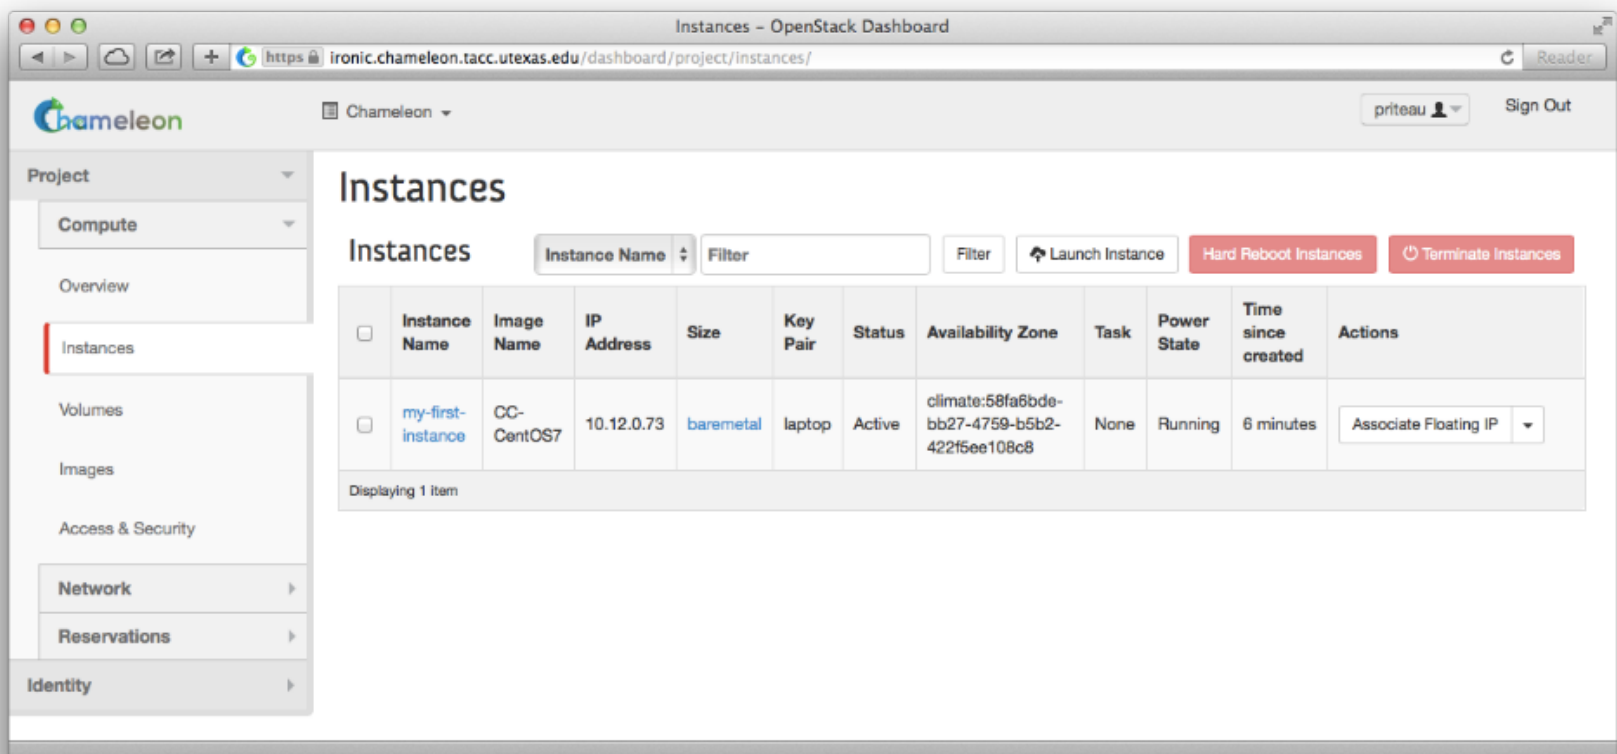 Instances – OpenStack Dashboard
https ironic.chameleon.tacc.utexas.edu/dashboard/project/instances/ Reader
Chameleon
Chameleon
priteau Sign Out
Project
Compute
Overview
Instances
Volumes
Images
Access & Security
Network
Reservations
Identity
Instances
Instances Instance Name Filter Filter Launch Instance Hard Reboot Instances Terminate Instances
Instance Name Image Name IP Address Size Key Pair Status Availability Zone Task Power State Time since created Actions
my-first-instance CC-CentOS7 10.12.0.73 baremetal laptop Active climate:58fa6bde-bb27-4759-b5b2-422f5ee108c8 None Running 6 minutes Associate Floating IP
Displaying 1 item